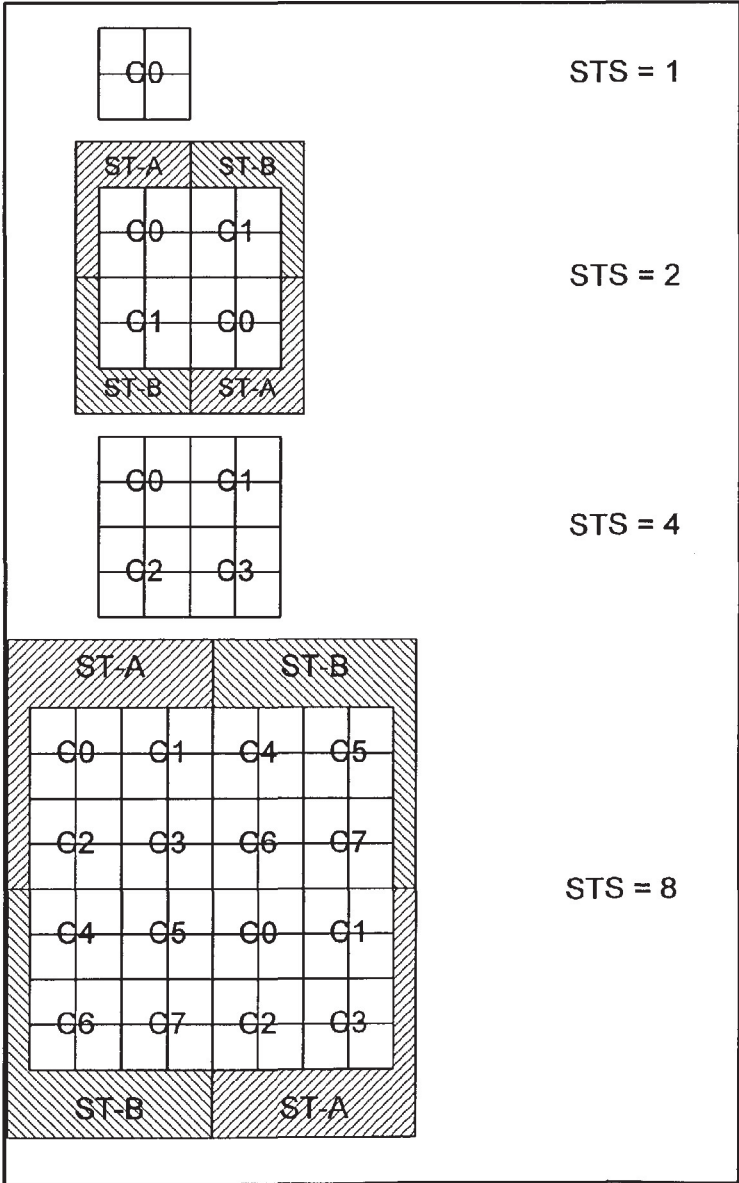 C0
STS = 1
ST-A ST-B
C0 C1
STS = 2
C1 C0
ST-B ST-A
C0 C1
STS = 4
C2 C3
ST-A ST-B
C0 C1 C4 C5
C2 C3 C6 C7
STS = 8
C4 C5 C0 C1
C6 C7 C2 C3
ST-B ST-A